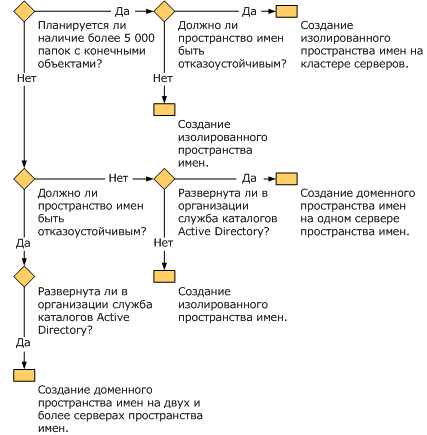 Да
Да
Планируется ли
наличие более 5 000
папок с конечными
объектами?
Должно ли
пространство имен
быть
отказоустойчивым?
Создание
изолированного
пространства имен на
кластере серверов.
Нет
Нет
Создание
изолированного
пространства
имен.
Нет
Да
Должно ли
пространство имен
быть
отказоустойчивым?
Развернута ли в
организации
служба каталогов
Active Directory?
Создание доменного
пространства имен
на одном сервере
пространства имен.
Да
Нет
Развернута ли в
организации служба
каталогов Active
Directory?
Создание
изолированного
пространства имен.
Да
Создание доменного
пространства имен на двух и
более серверах пространства
имен.